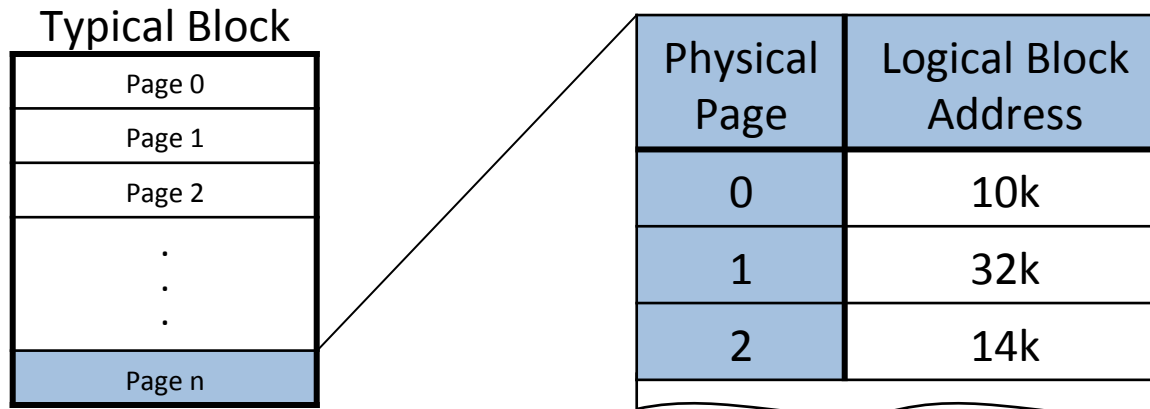 Typical Block
Page 0
Page 1
Page 2
.
.
.
Page n
Physical Page
Logical Block Address
0 10k
1 32k
2 14k